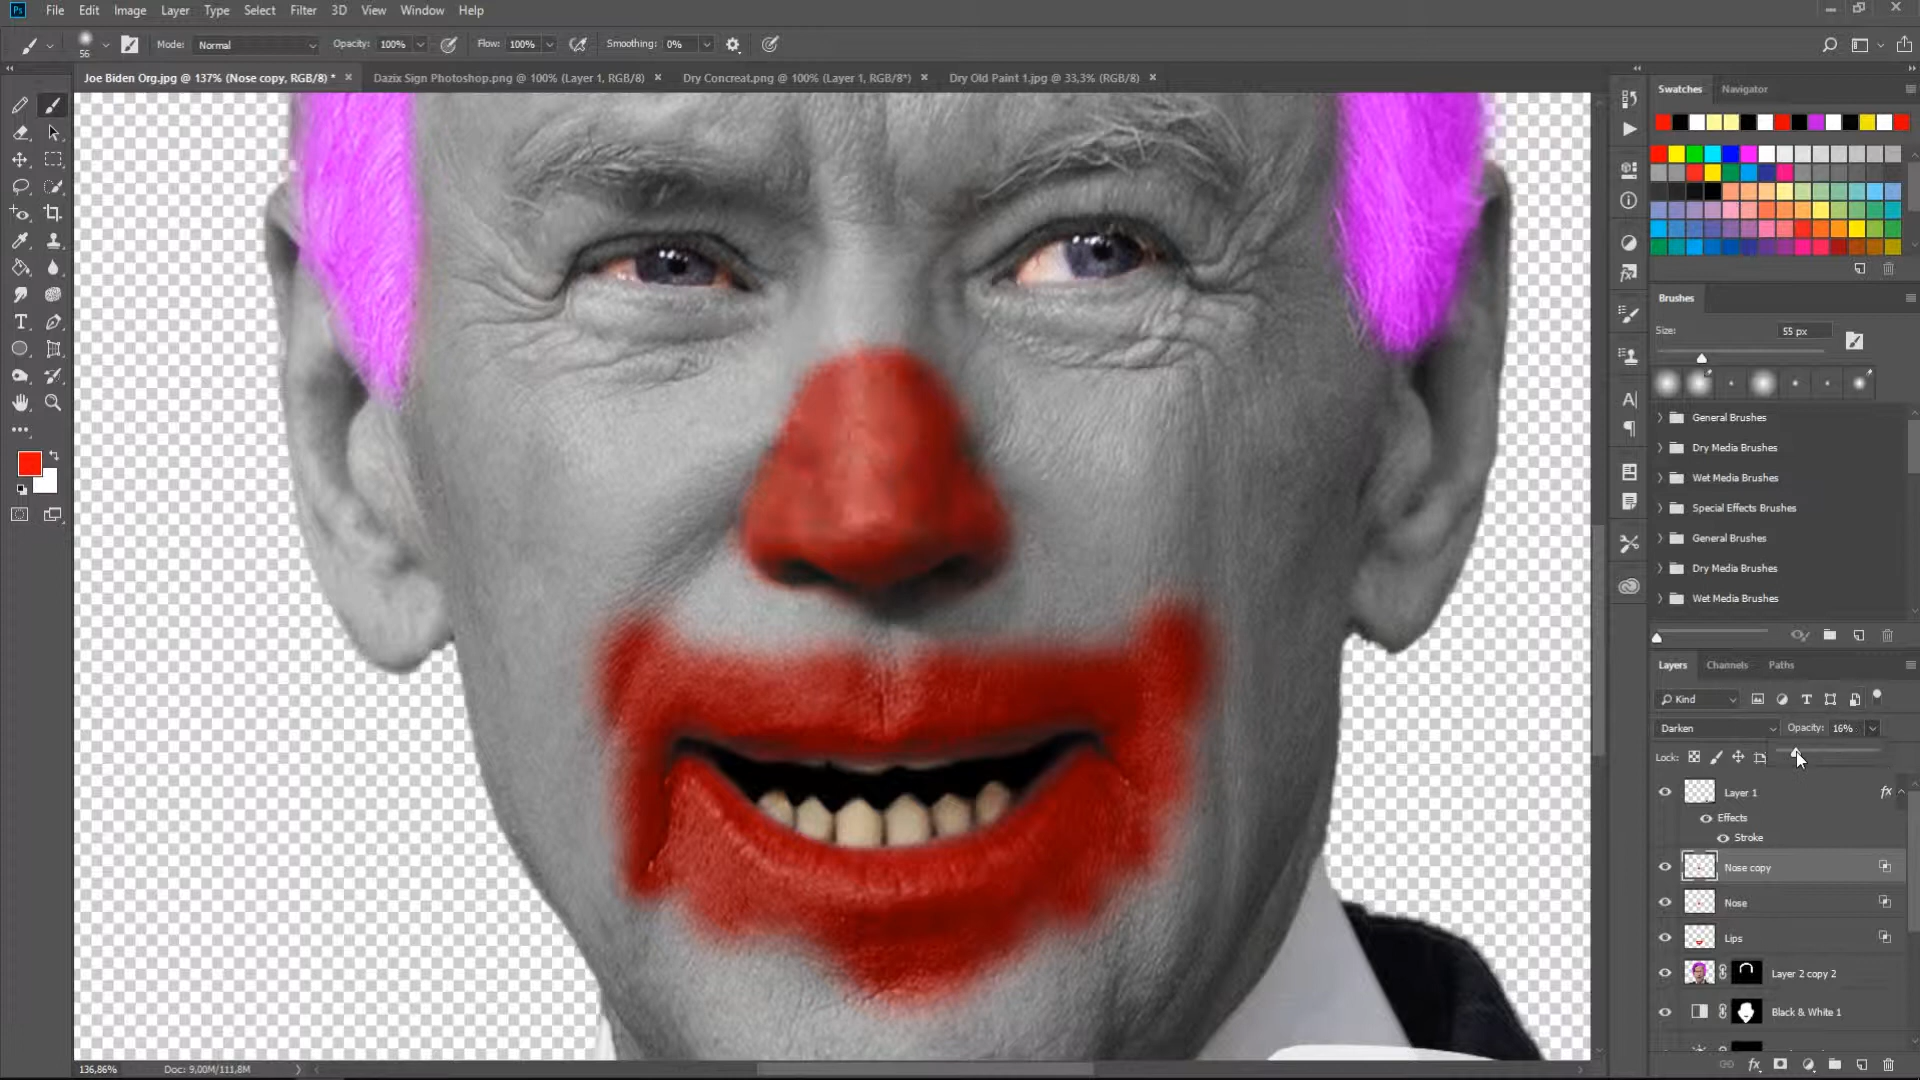 Ps File Edit Image Layer Type Select Filter 3D View Window Help
56 Mode: Normal Opacity: 100% Flow: 100% Smoothing: 0%
Joe Biden Org.jpg @ 137% (Nose copy, RGB/8) * Dazix Sign Photoshop.png @ 100% (Layer 1, RGB/8) Dry Concreat.png @ 100% (Layer 1, RGB/8*) Dry Old Paint 1.jpg @ 33,3% (RGB/8)
Swatches Navigator
Brushes
Size: 55 px
General Brushes
Dry Media Brushes
Wet Media Brushes
Special Effects Brushes
General Brushes
Dry Media Brushes
Wet Media Brushes
Layers Channels Paths
Kind
Darken Opacity: 16%
Lock:
Layer 1 fx
Effects
Stroke
Nose copy
Nose
Lips
Layer 2 copy 2
Black & White 1
136,86% Doc: 9,00M/111,8M